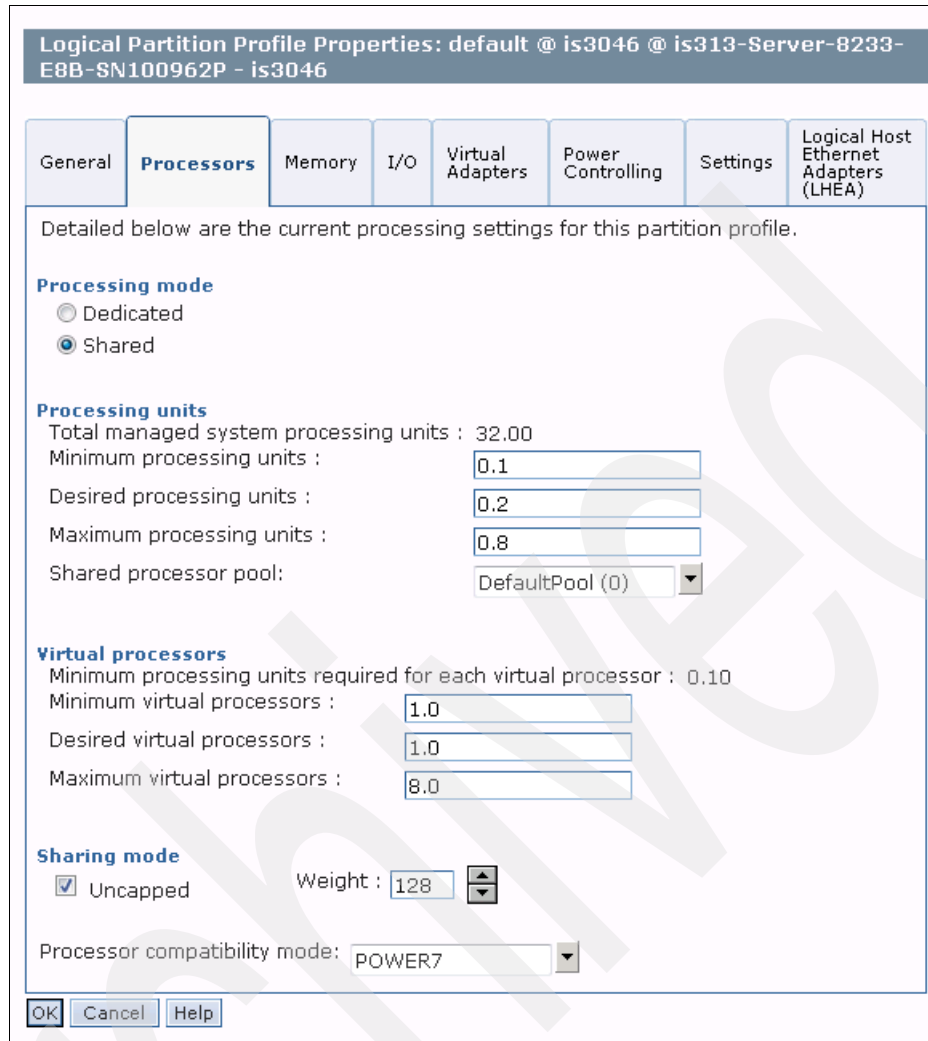 Logical Partition Profile Properties: default @ is3046 @ is313-Server-8233-
E8B-SN100962P - is3046
General
Processors
Memory
I/O
Virtual
Adapters
Power
Controlling
Settings
Logical Host
Ethernet
Adapters
(LHEA)
Detailed below are the current processing settings for this partition profile.
Processing mode
Dedicated
Shared
Processing units
Total managed system processing units : 32.00
Minimum processing units : 0.1
Desired processing units : 0.2
Maximum processing units : 0.8
Shared processor pool: DefaultPool (0)
Virtual processors
Minimum processing units required for each virtual processor : 0.10
Minimum virtual processors : 1.0
Desired virtual processors : 1.0
Maximum virtual processors : 8.0
Sharing mode
Uncapped Weight : 128
Processor compatibility mode: POWER7
OK Cancel Help